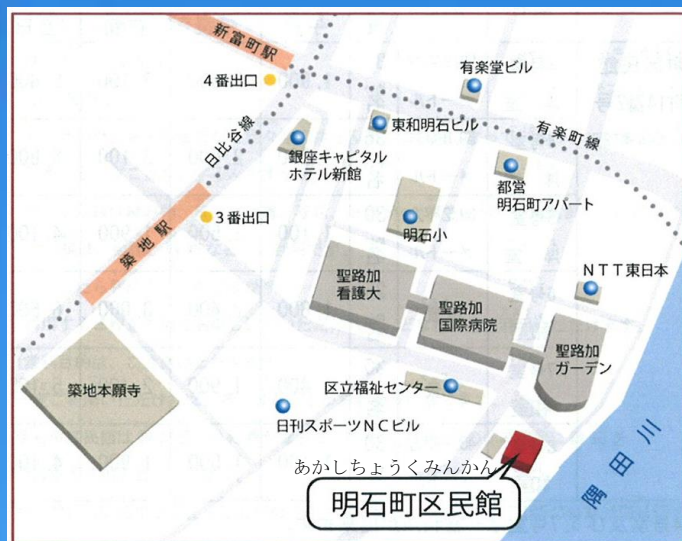 新富町駅
4番出口
有楽堂ビル
日比谷線
東和明石ビル
有楽町線
銀座キャピタル
ホテル新館
都営
明石町アパート
築地駅
3番出口
明石小
NTT東日本
聖路加
看護大
聖路加
国際病院
聖路加
ガーデン
築地本願寺
区立福祉センター
日刊スポーツNCビル
あかしちょうくみんかん
明石町区民館
隅田川